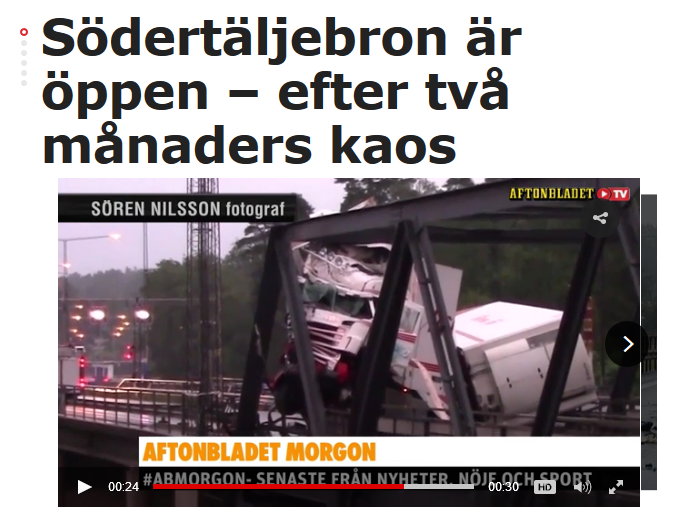 Södertäljebron är
öppen – efter två
månaders kaos
AFTONBLADET TV
SÖREN NILSSON fotograf
AFTONBLADET MORGON
#ABMORGON- SENASTE FRÅN NYHETER, NÖJE OCH SPORT
00:24
00:30
HD